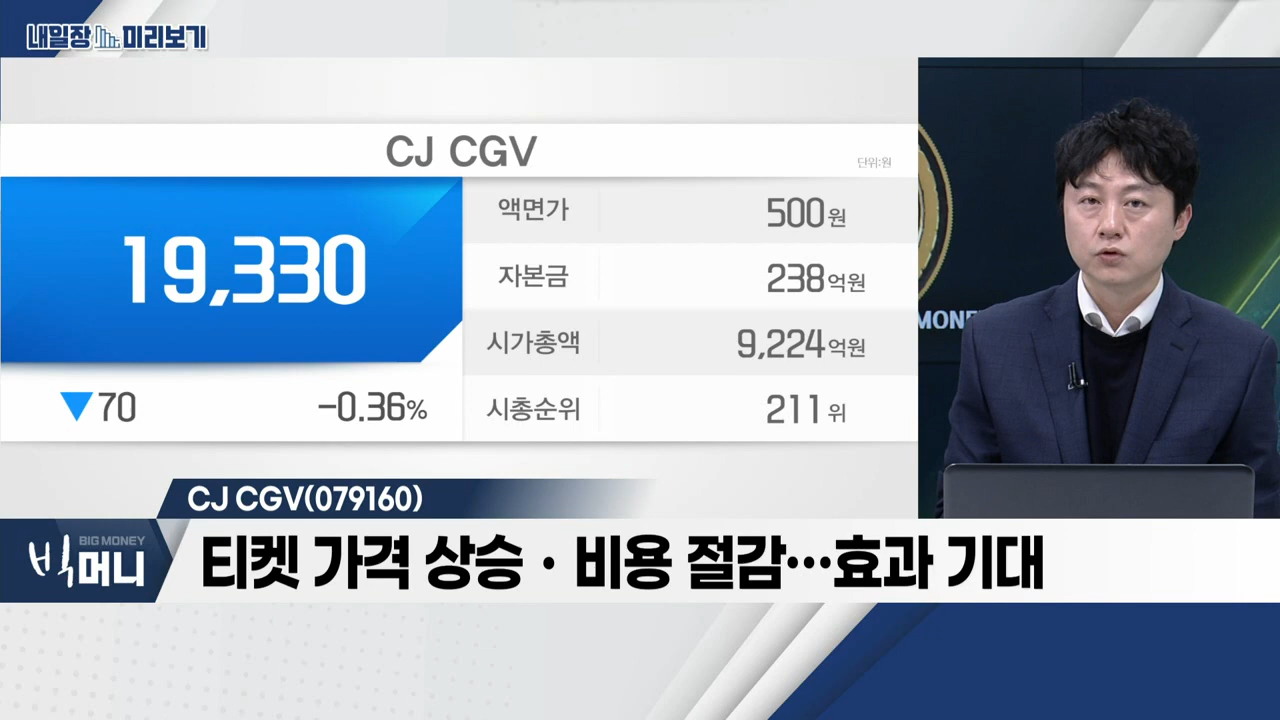 내일장 미리보기
CJ CGV
단위:원
19,330
▼70 -0.36%
액면가 500원
자본금 238억원
시가총액 9,224억원
시총순위 211위
MONE
CJ CGV(079160)
BIG MONEY
빅머니
티켓 가격 상승·비용 절감…효과 기대